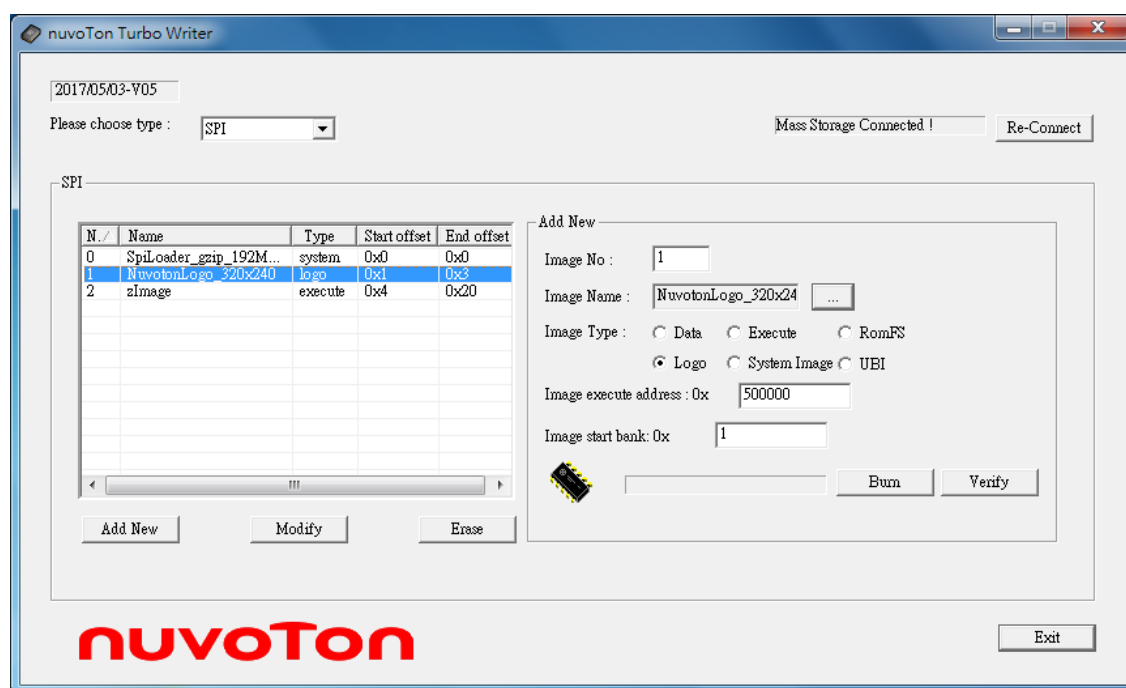 nuvoTon Turbo Writer
2017/05/03-V05
Please choose type : SPI
Mass Storage Connected ! Re-Connect
SPI
N. Name Type Start offset End offset
0 SpiLoader_gzip_192M... system 0x0 0x0
1 NuvotonLogo_320x240 logo 0x1 0x3
2 zImage execute 0x4 0x20
Add New Modify Erase
Add New
Image No : 1
Image Name : NuvotonLogo_320x24 ...
Image Type : Data Execute RomFS
Logo System Image UBI
Image execute address : 0x 500000
Image start bank: 0x 1
Burn Verify
nuvoTon
Exit